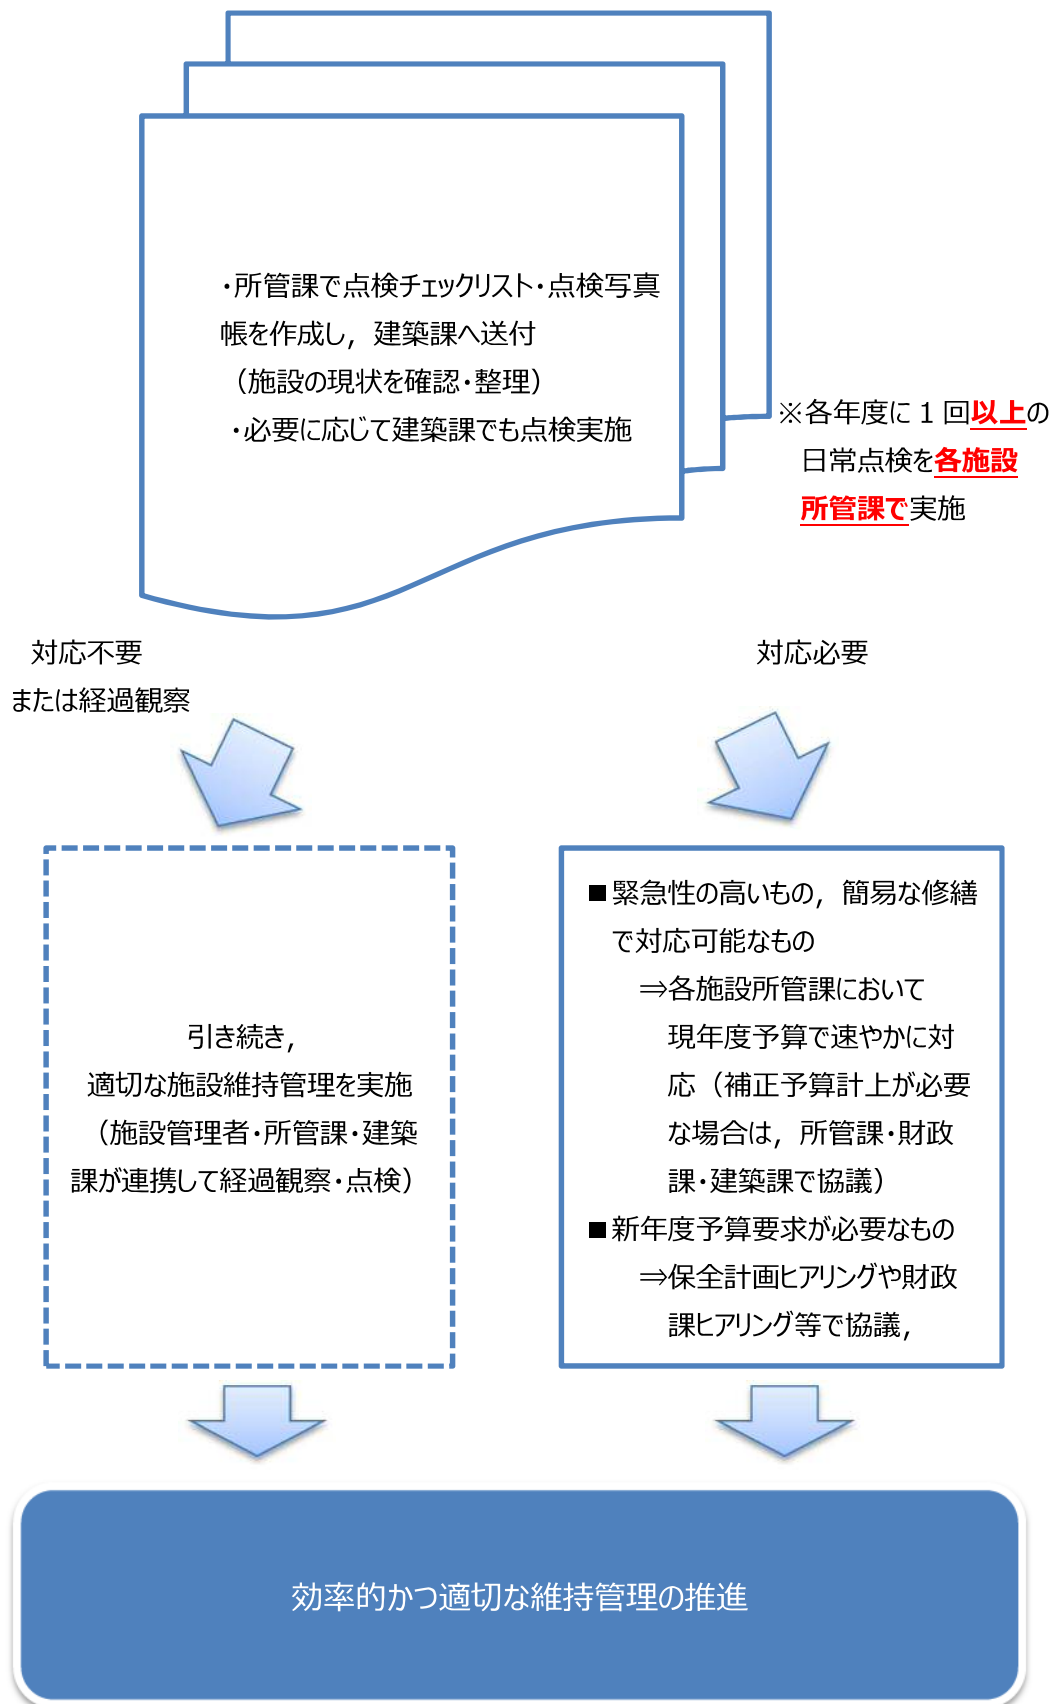 ・所管課で点検チェックリスト・点検写真
帳を作成し，建築課へ送付
（施設の現状を確認・整理）
・必要に応じて建築課でも点検実施
※各年度に 1 回以上の
日常点検を各施設
所管課で実施
対応不要
または経過観察
対応必要
引き続き，
適切な施設維持管理を実施
（施設管理者・所管課・建築
課が連携して経過観察・点検）
■緊急性の高いもの，簡易な修繕
で対応可能なもの
⇒各施設所管課において
現年度予算で速やかに対
応（補正予算計上が必要
な場合は，所管課・財政
課・建築課で協議）
■新年度予算要求が必要なもの
⇒保全計画ヒアリングや財政
課ヒアリング等で協議，
効率的かつ適切な維持管理の推進